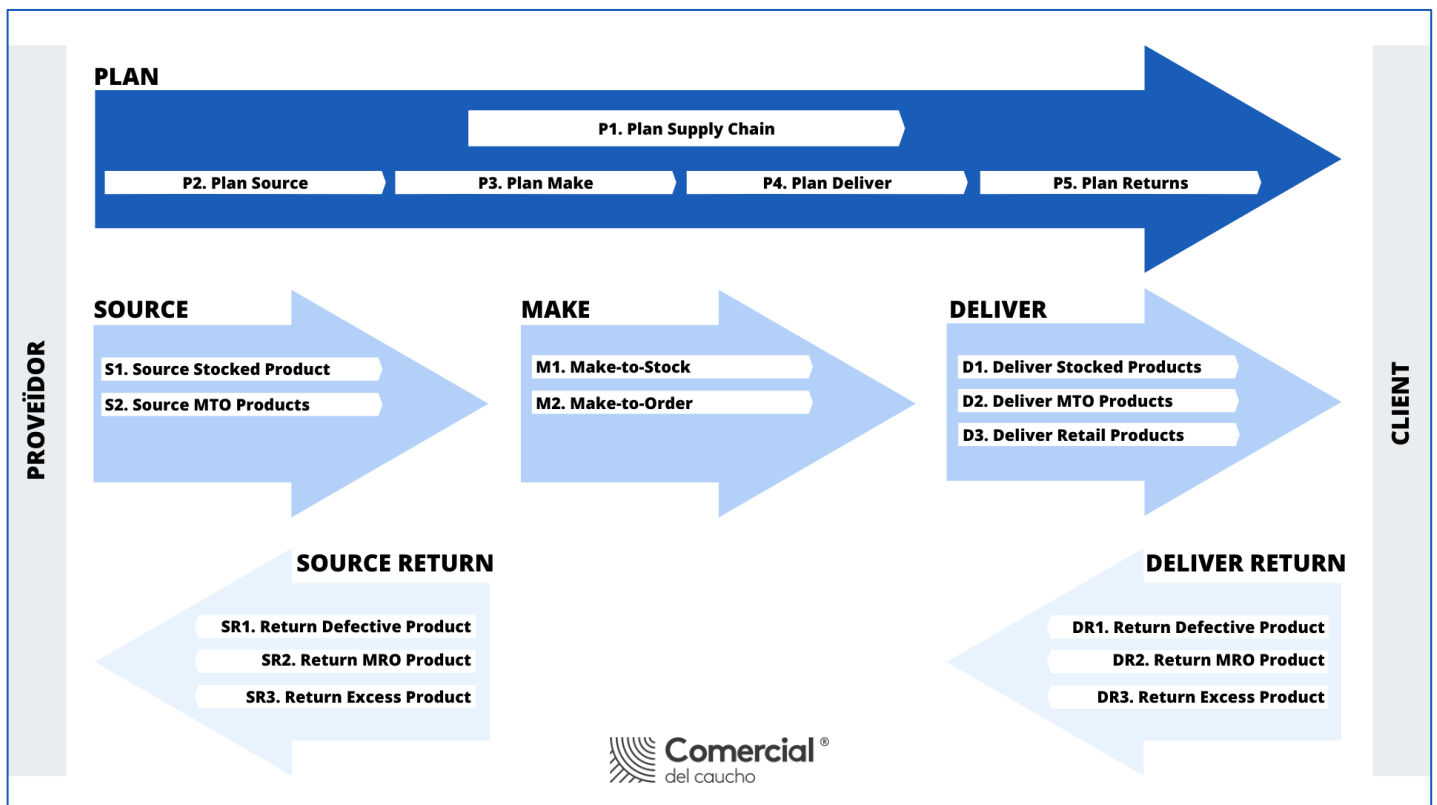 PLAN
P1. Plan Supply Chain
P2. Plan Source
P3. Plan Make
P4. Plan Deliver
P5. Plan Returns
PROVEÏDOR
SOURCE
S1. Source Stocked Product
S2. Source MTO Products
MAKE
M1. Make-to-Stock
M2. Make-to-Order
DELIVER
D1. Deliver Stocked Products
D2. Deliver MTO Products
D3. Deliver Retail Products
CLIENT
SOURCE RETURN
SR1. Return Defective Product
SR2. Return MRO Product
SR3. Return Excess Product
DELIVER RETURN
DR1. Return Defective Product
DR2. Return MRO Product
DR3. Return Excess Product
Comercial ®
del caucho